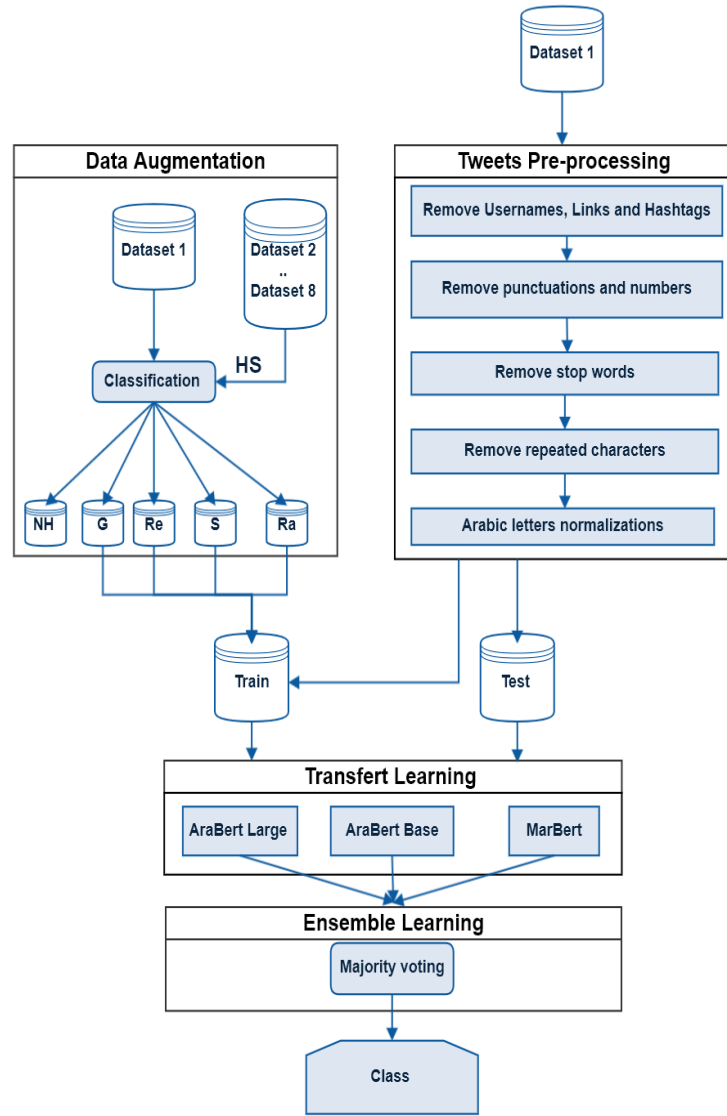 Dataset 1
Data Augmentation
Dataset 1
Dataset 2
..
Dataset 8
HS
Classification
NH
G
Re
S
Ra
Tweets Pre-processing
Remove Usernames, Links and Hashtags
Remove punctuations and numbers
Remove stop words
Remove repeated characters
Arabic letters normalizations
Train
Test
Transfert Learning
AraBert Large
AraBert Base
MarBert
Ensemble Learning
Majority voting
Class